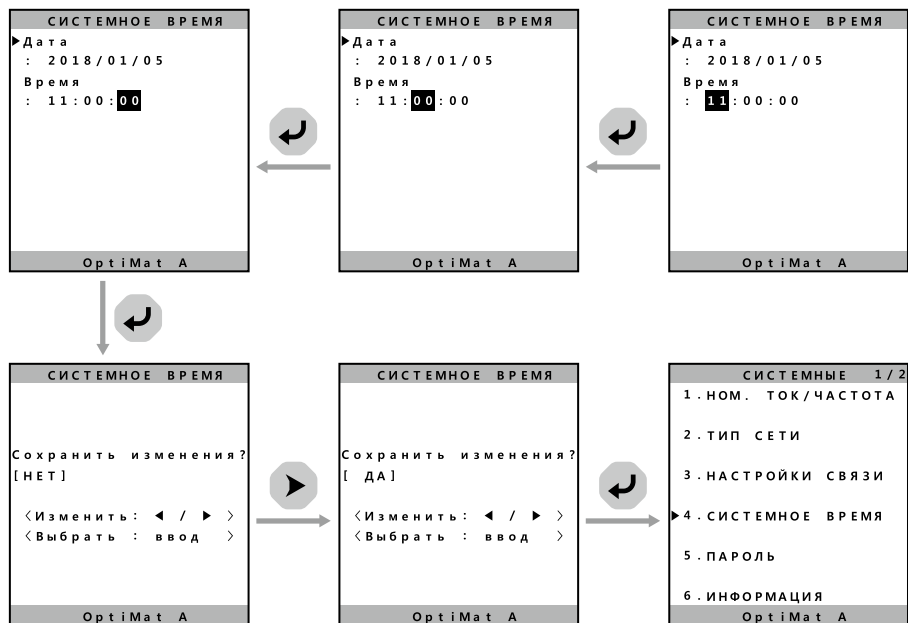 СИСТЕМНОЕ ВРЕМЯ
▶Дата
: 2018/01/05
Время
: 11:00:00
OptiMat A
СИСТЕМНОЕ ВРЕМЯ
▶Дата
: 2018/01/05
Время
: 11:00:00
OptiMat A
СИСТЕМНОЕ ВРЕМЯ
▶Дата
: 2018/01/05
Время
: 11:00:00
OptiMat A
СИСТЕМНОЕ ВРЕМЯ
Сохранить изменения?
[НЕТ]
〈Изменить: ◀ / ▶ 〉
〈Выбрать : ввод 〉
OptiMat A
СИСТЕМНОЕ ВРЕМЯ
Сохранить изменения?
[ ДА]
〈Изменить: ◀ / ▶ 〉
〈Выбрать : ввод 〉
OptiMat A
СИСТЕМНЫЕ 1/2
1.НОМ. ТОК/ЧАСТОТА
2.ТИП СЕТИ
3.НАСТРОЙКИ СВЯЗИ
▶4.СИСТЕМНОЕ ВРЕМЯ
5.ПАРОЛЬ
6.ИНФОРМАЦИЯ
OptiMat A